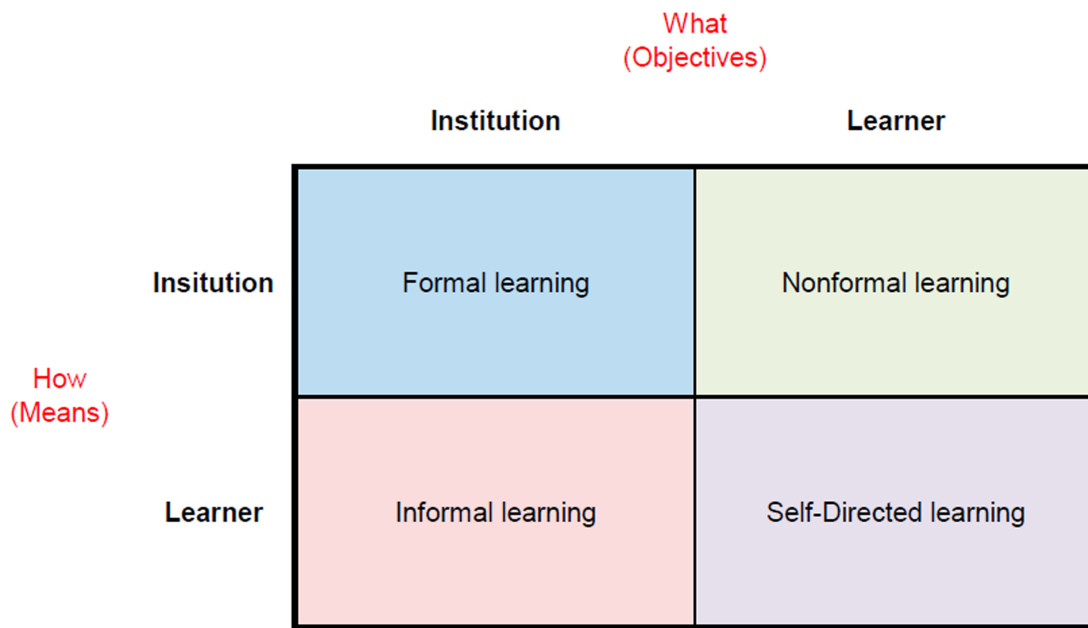 What
(Objectives)
Institution Learner
Insitution Formal learning Nonformal learning
How
(Means)
Learner Informal learning Self-Directed learning